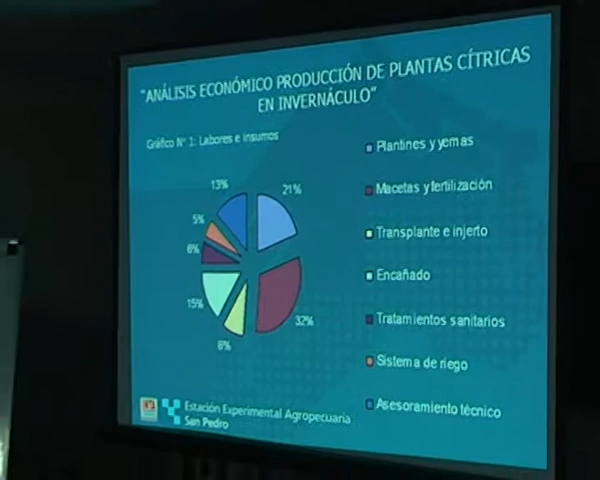 "ANÁLISIS ECONÓMICO PRODUCCIÓN DE PLANTAS CÍTRICAS
EN INVERNÁCULO"
Gráfico N° 1: Labores e insumos
13%
21%
5%
6%
15%
8%
32%
Plantines y yemas
Macetas y fertilización
Transplante e injerto
Encañado
Tratamientos sanitarios
Sistema de riego
Asesoramiento técnico
Estación Experimental Agropecuaria
San Pedro